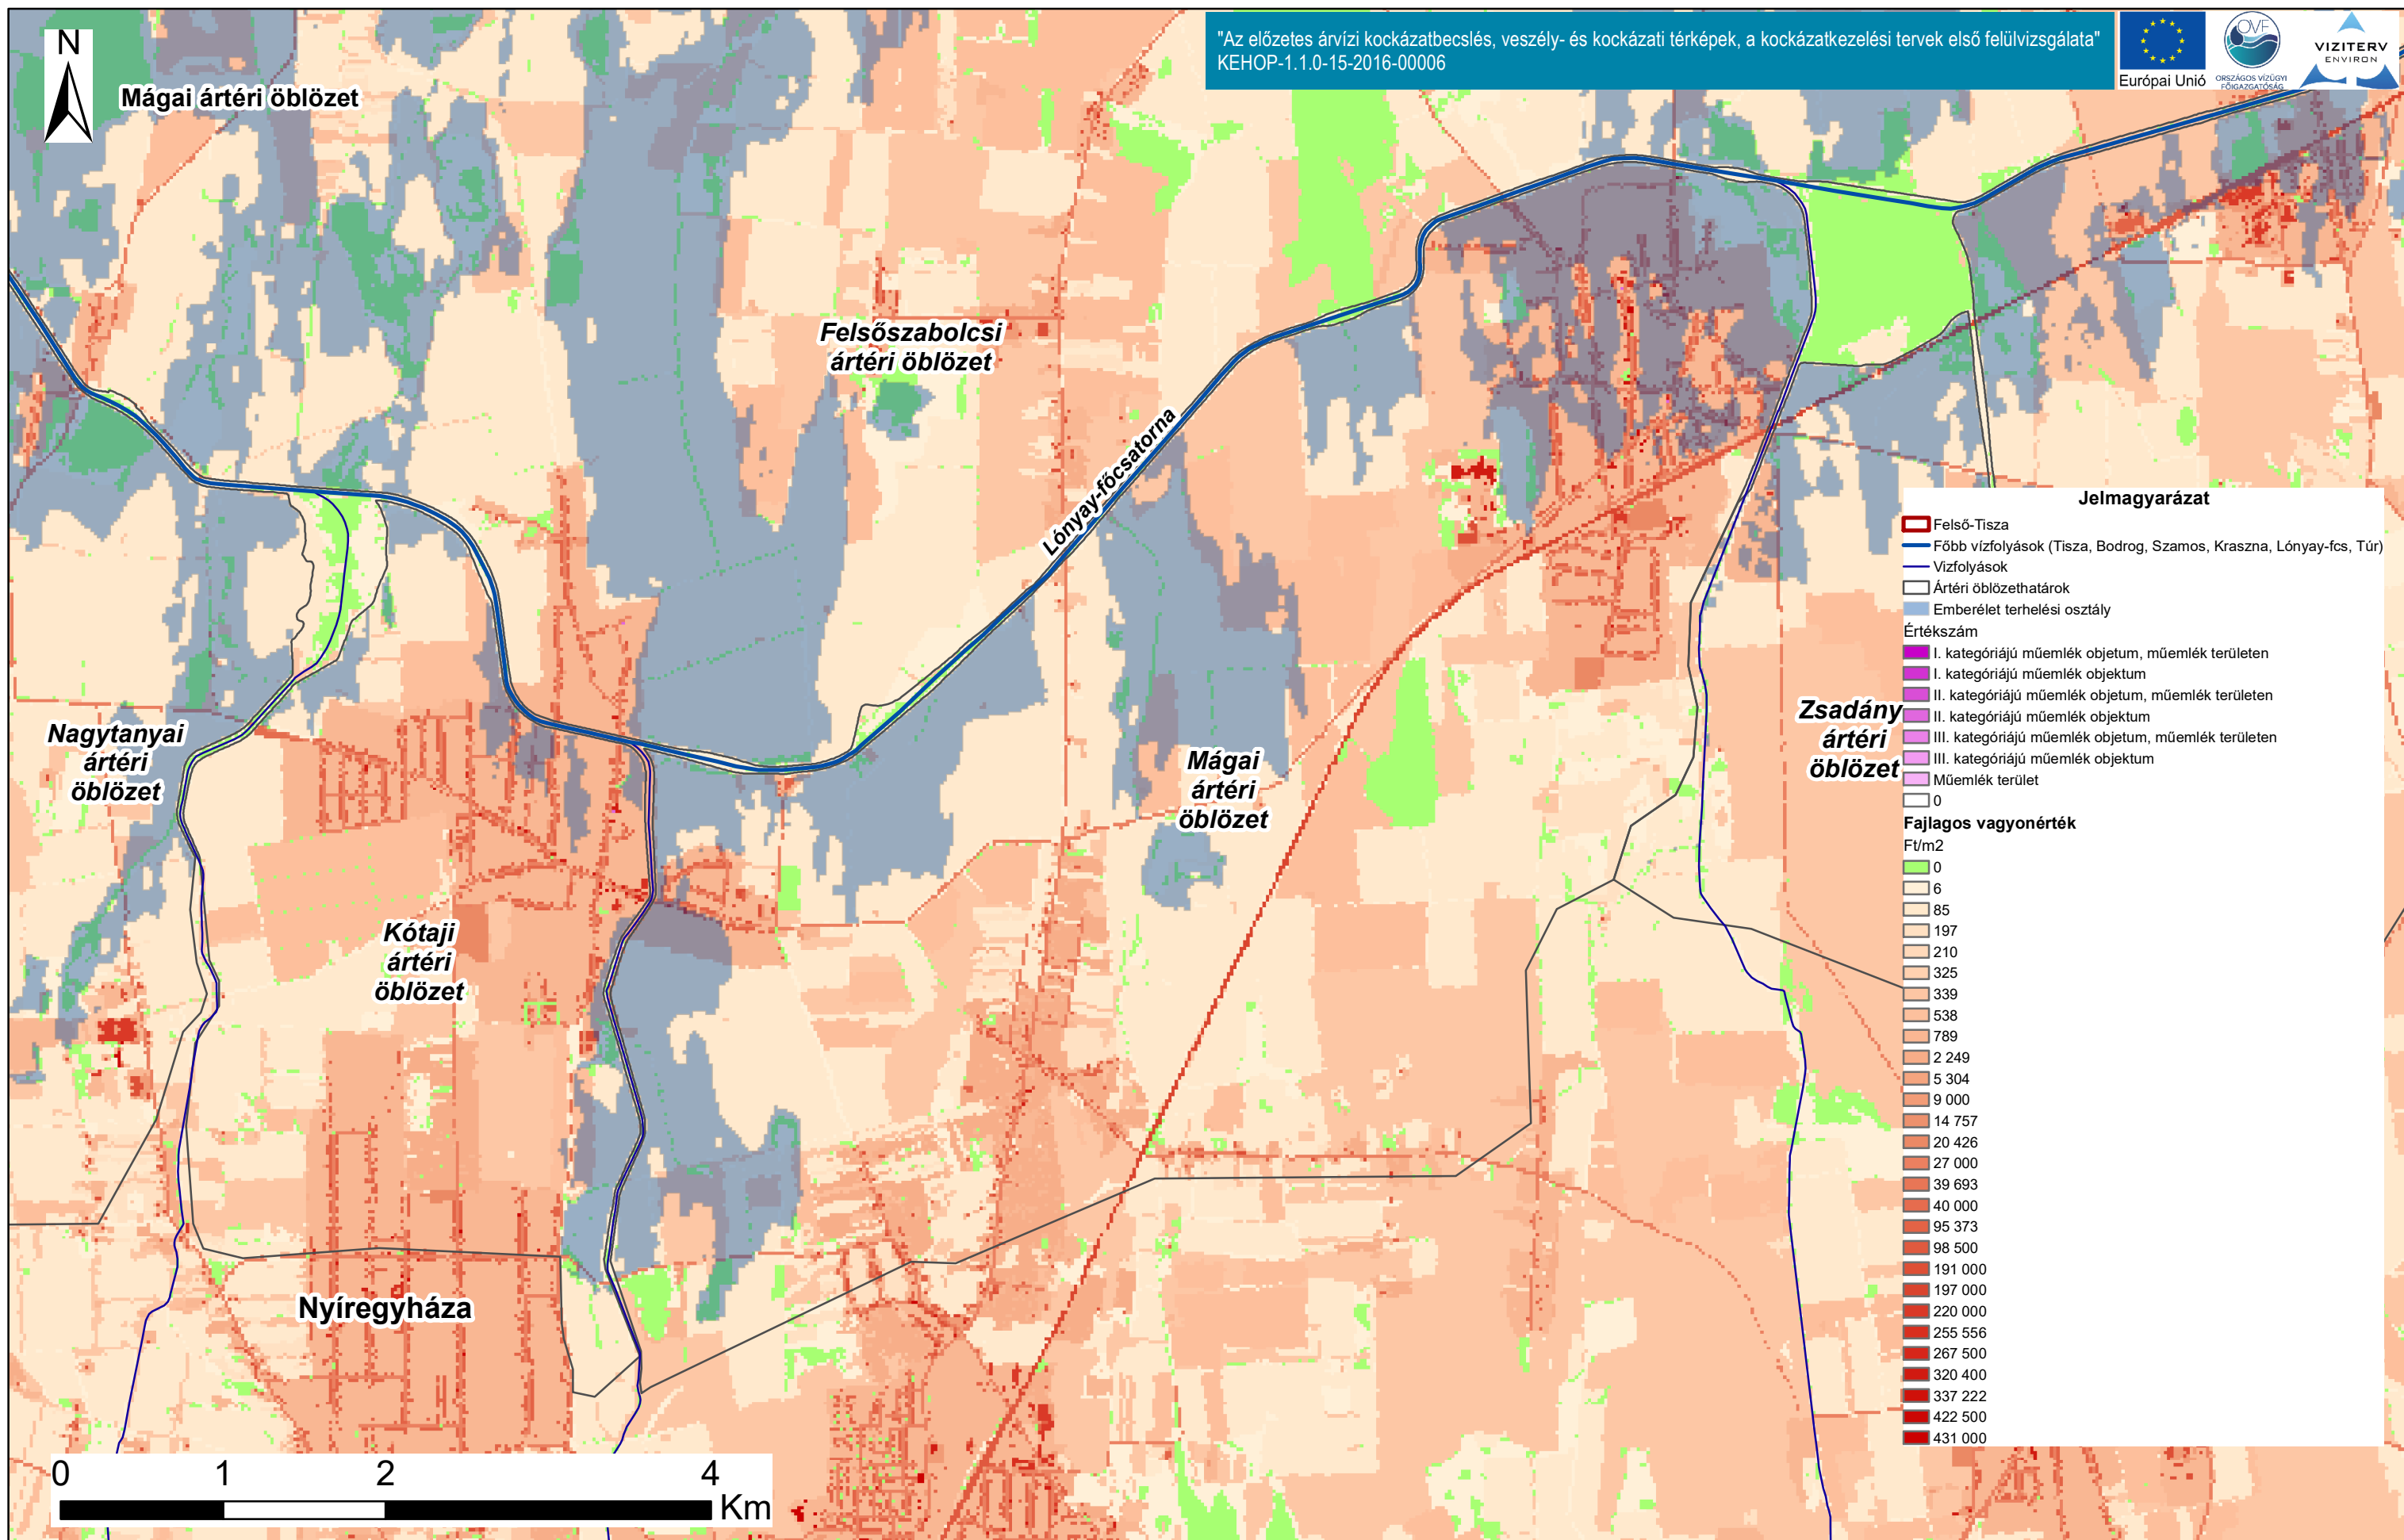 N
Mágai ártéri öblözet
"Az előzetes árvízi kockázatbecslés, veszély- és kockázati térképek, a kockázatkezelési tervek első felülvizsgálata"
KEHOP-1.1.0-15-2016-00006
Európai Unió
OVF
ORSZÁGOS VÍZÜGYI
FŐIGAZGATÓSÁG
VIZITERV
ENVIRON
Felsőszabolcsi
ártéri öblözet
Lónyay-főcsatorna
Nagytanyai
ártéri
öblözet
Mágai
ártéri
öblözet
Zsadány
ártéri
öblözet
Kótaji
ártéri
öblözet
Nyíregyháza
Jelmagyarázat
Felső-Tisza
Főbb vízfolyások (Tisza, Bodrog, Szamos, Kraszna, Lónyay-fcs, Túr)
Vizfolyások
Ártéri öblözethatárok
Emberélet terhelési osztály
Értékszám
I. kategóriájú műemlék objetum, műemlék területen
I. kategóriájú műemlék objektum
II. kategóriájú műemlék objetum, műemlék területen
II. kategóriájú műemlék objektum
III. kategóriájú műemlék objetum, műemlék területen
III. kategóriájú műemlék objektum
Műemlék terület
0
Fajlagos vagyonérték
Ft/m2
0
6
85
197
210
325
339
538
789
2 249
5 304
9 000
14 757
20 426
27 000
39 693
40 000
95 373
98 500
191 000
197 000
220 000
255 556
267 500
320 400
337 222
422 500
431 000
0 1 2 4
Km